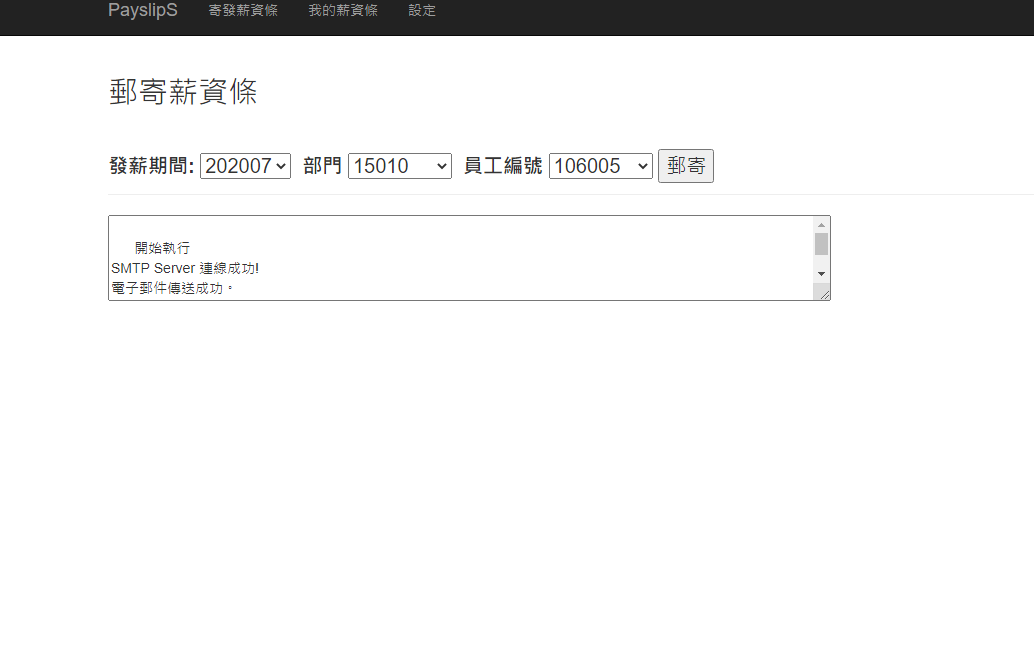 PayslipS 寄發薪資條 我的薪資條 設定
郵寄薪資條
發薪期間: 202007 部門 15010 員工編號 106005 郵寄
開始執行
SMTP Server 連線成功!
電子郵件傳送成功。